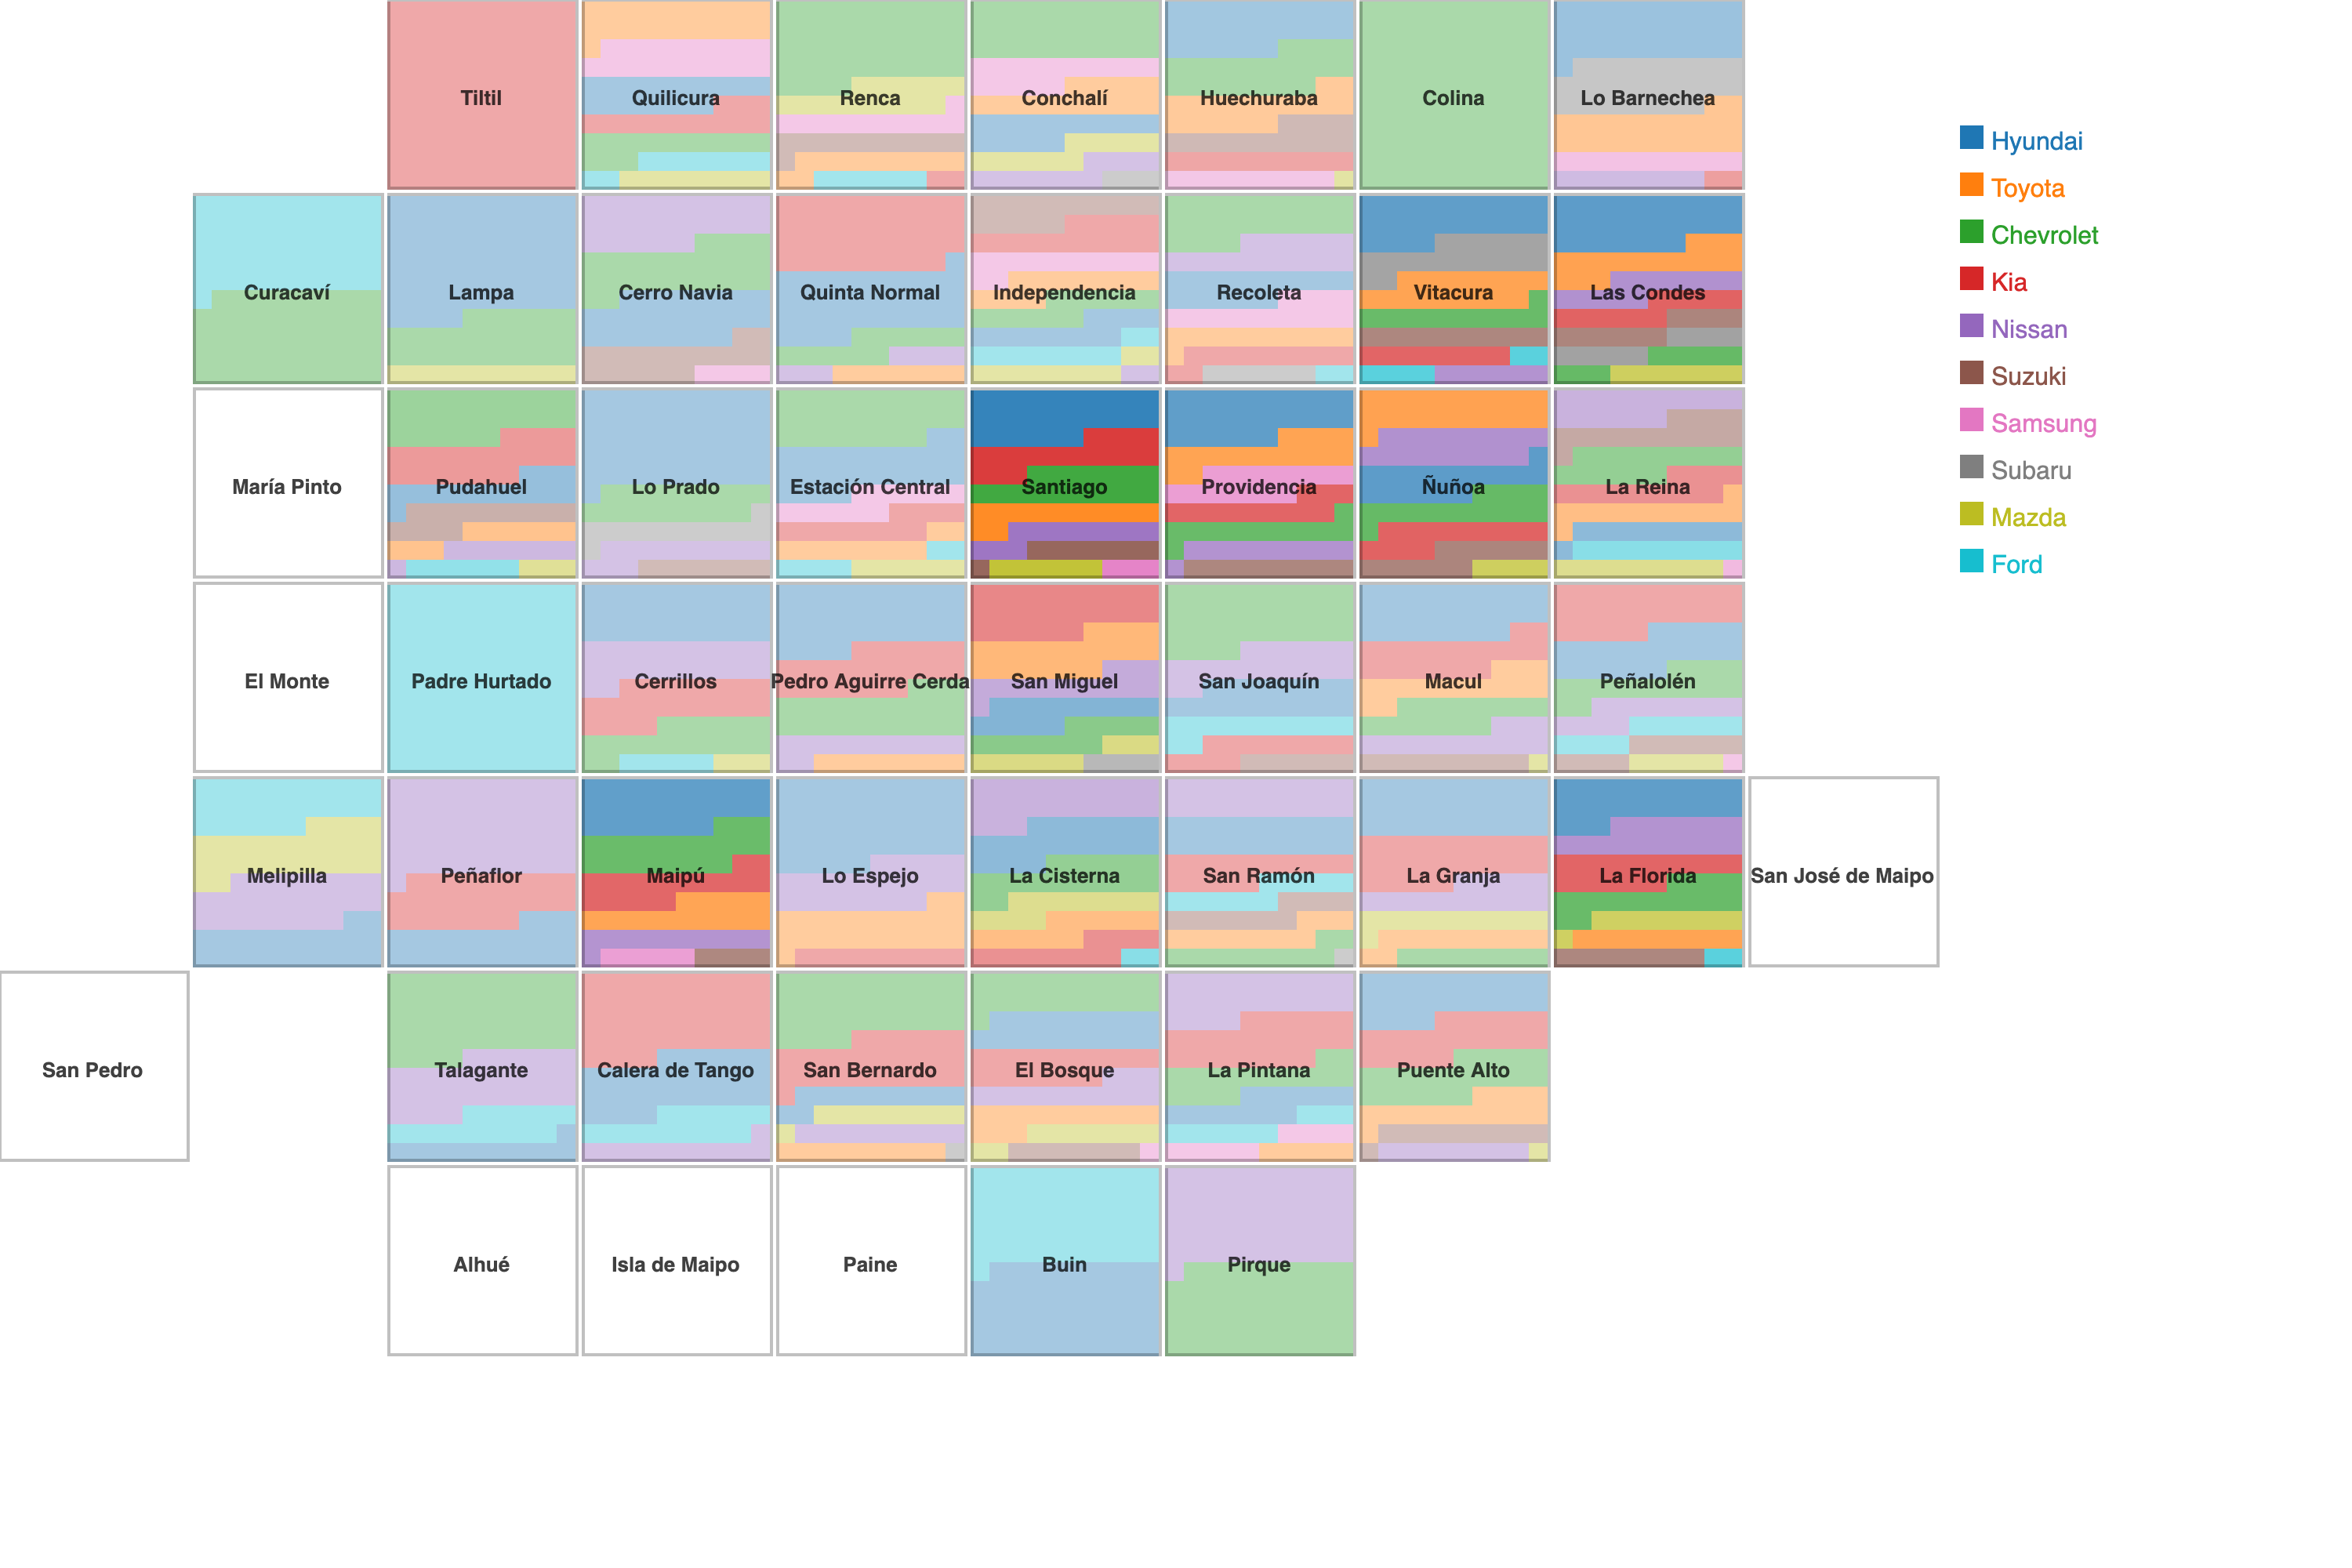 Tiltil
Quilicura
Renca
Conchalí
Huechuraba
Colina
Lo Barnechea
Curacaví
Lampa
Cerro Navia
Quinta Normal
Independencia
Recoleta
Vitacura
Las Condes
María Pinto
Pudahuel
Lo Prado
Estación Central
Santiago
Providencia
Ñuñoa
La Reina
El Monte
Padre Hurtado
Cerrillos
Pedro Aguirre Cerda
San Miguel
San Joaquín
Macul
Peñalolén
Melipilla
Peñaflor
Maipú
Lo Espejo
La Cisterna
San Ramón
La Granja
La Florida
San José de Maipo
San Pedro
Talagante
Calera de Tango
San Bernardo
El Bosque
La Pintana
Puente Alto
Alhué
Isla de Maipo
Paine
Buin
Pirque
Hyundai
Toyota
Chevrolet
Kia
Nissan
Suzuki
Samsung
Subaru
Mazda
Ford